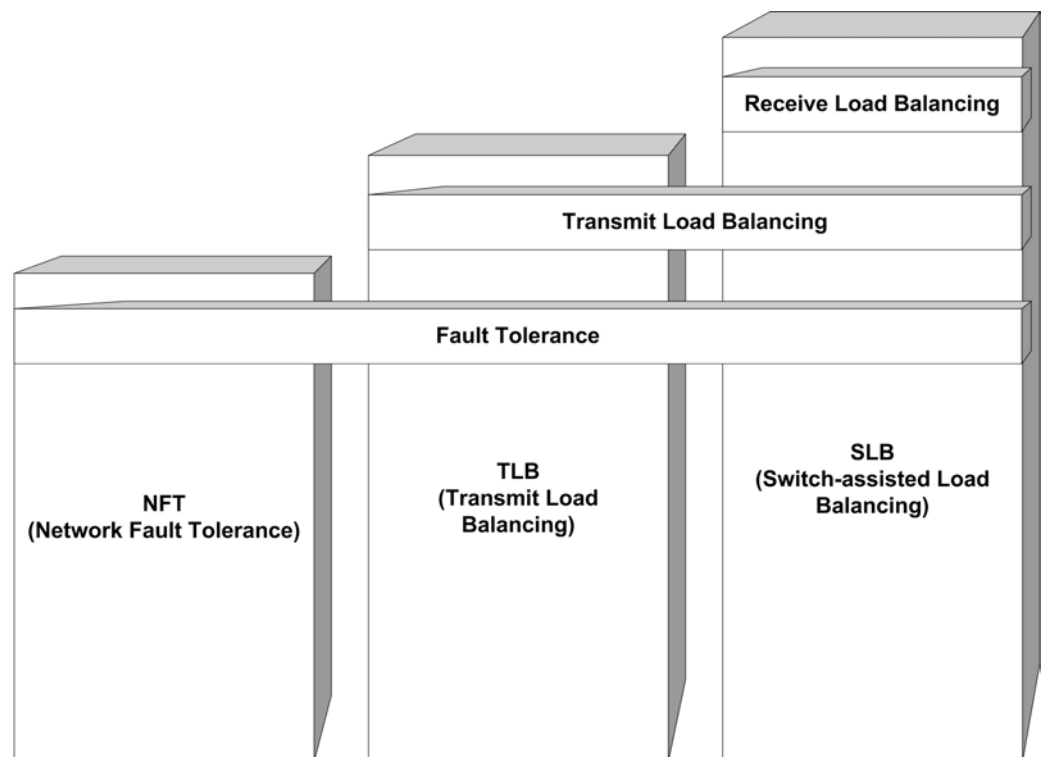 Receive Load Balancing
Transmit Load Balancing
Fault Tolerance
NFT
(Network Fault Tolerance)
TLB
(Transmit Load
Balancing)
SLB
(Switch-assisted Load
Balancing)